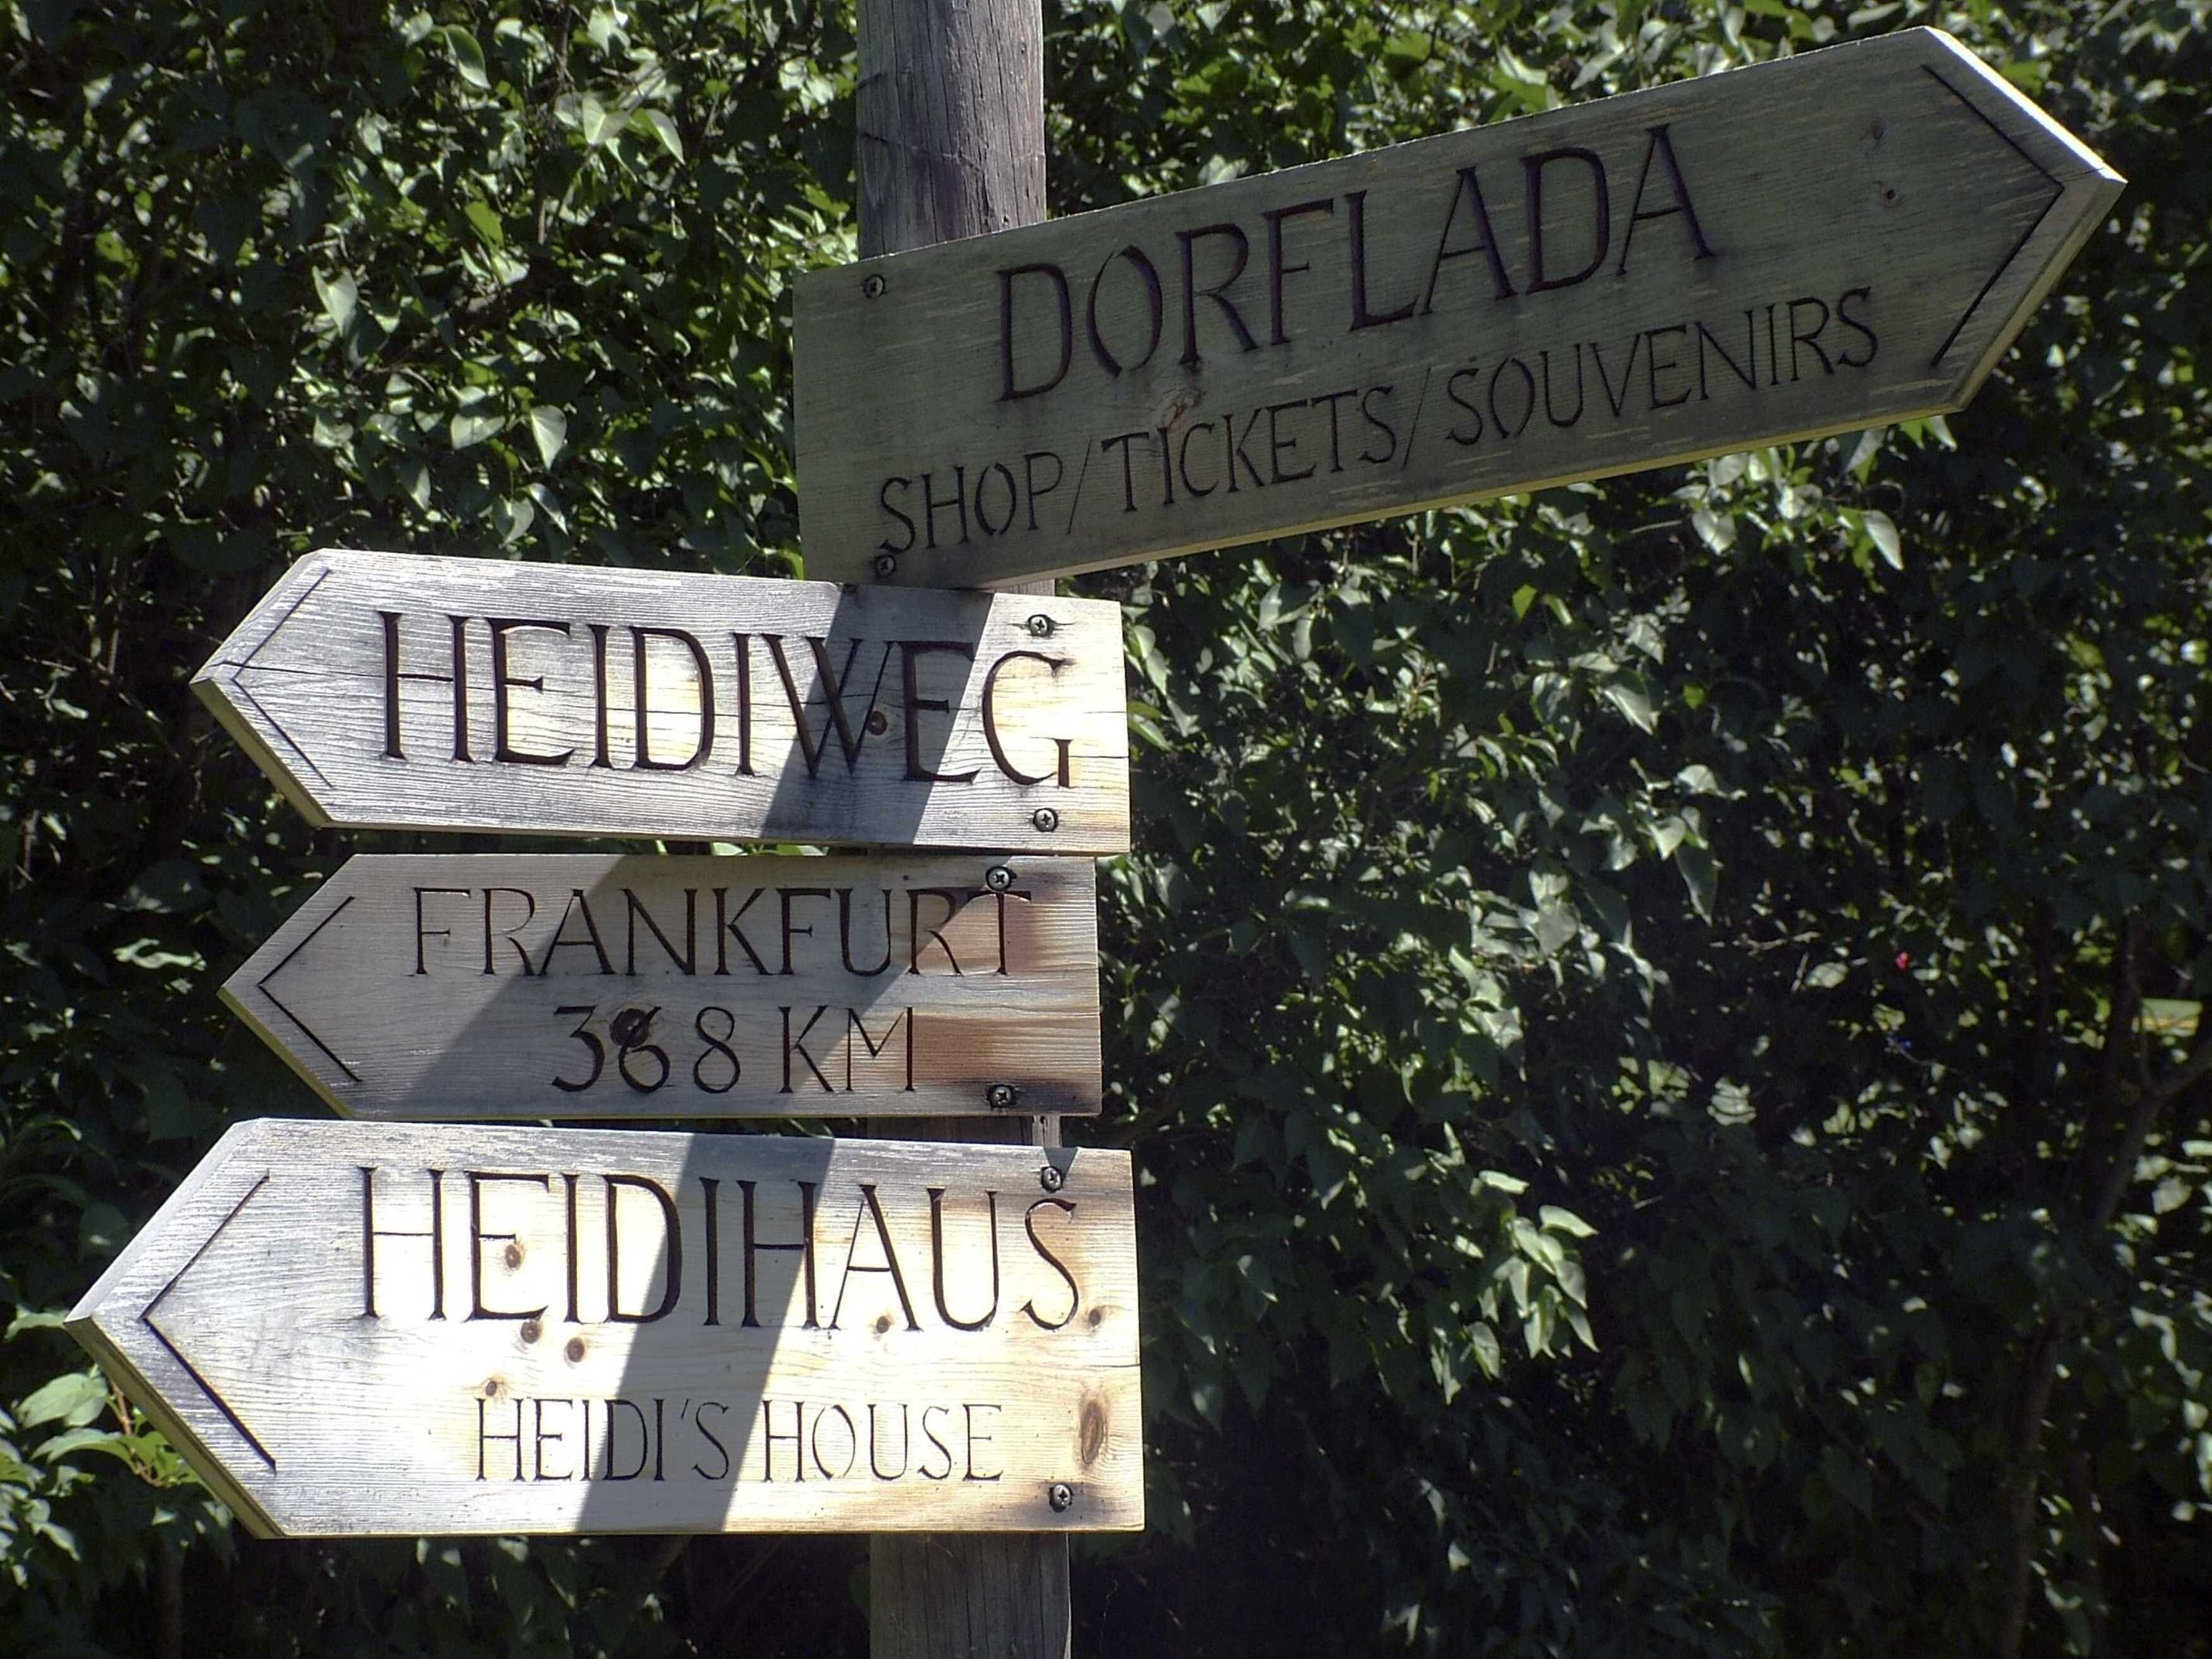 DORFLADA
SHOP/TICKETS/SOUVENIRS
HEIDIWEG
FRANKFURT
368 KM
HEIDIHAUS
HEIDI'S HOUSE